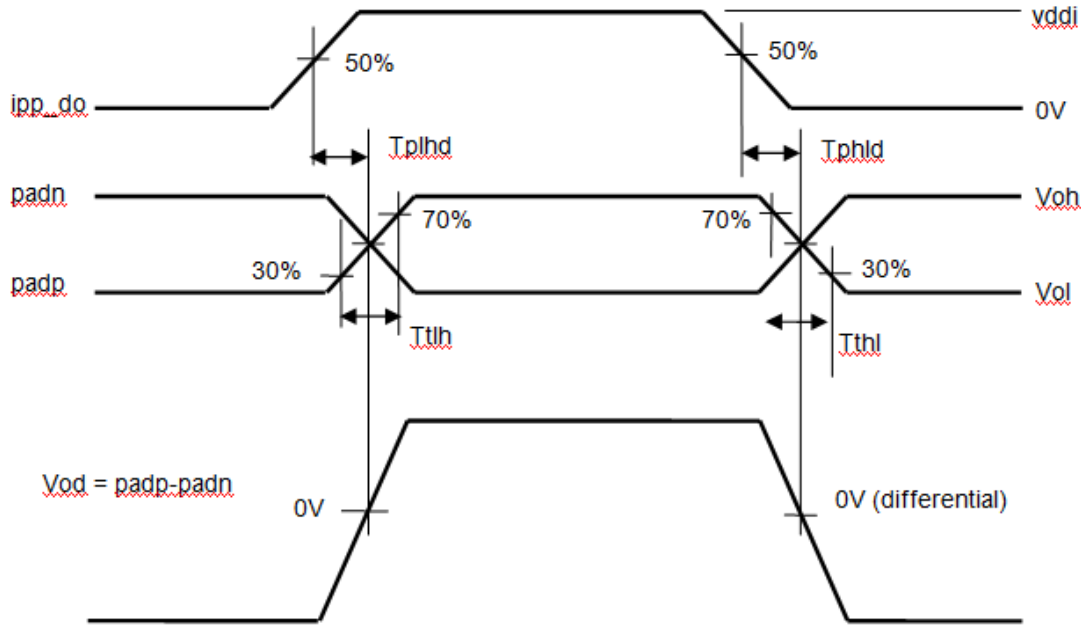 vddi
50%
50%
ipp_do
0V
Tplhd
Tphld
padn
Voh
70%
70%
30%
30%
padp
Vol
Ttlh
Tthl
Vod = padp-padn
0V
0V (differential)